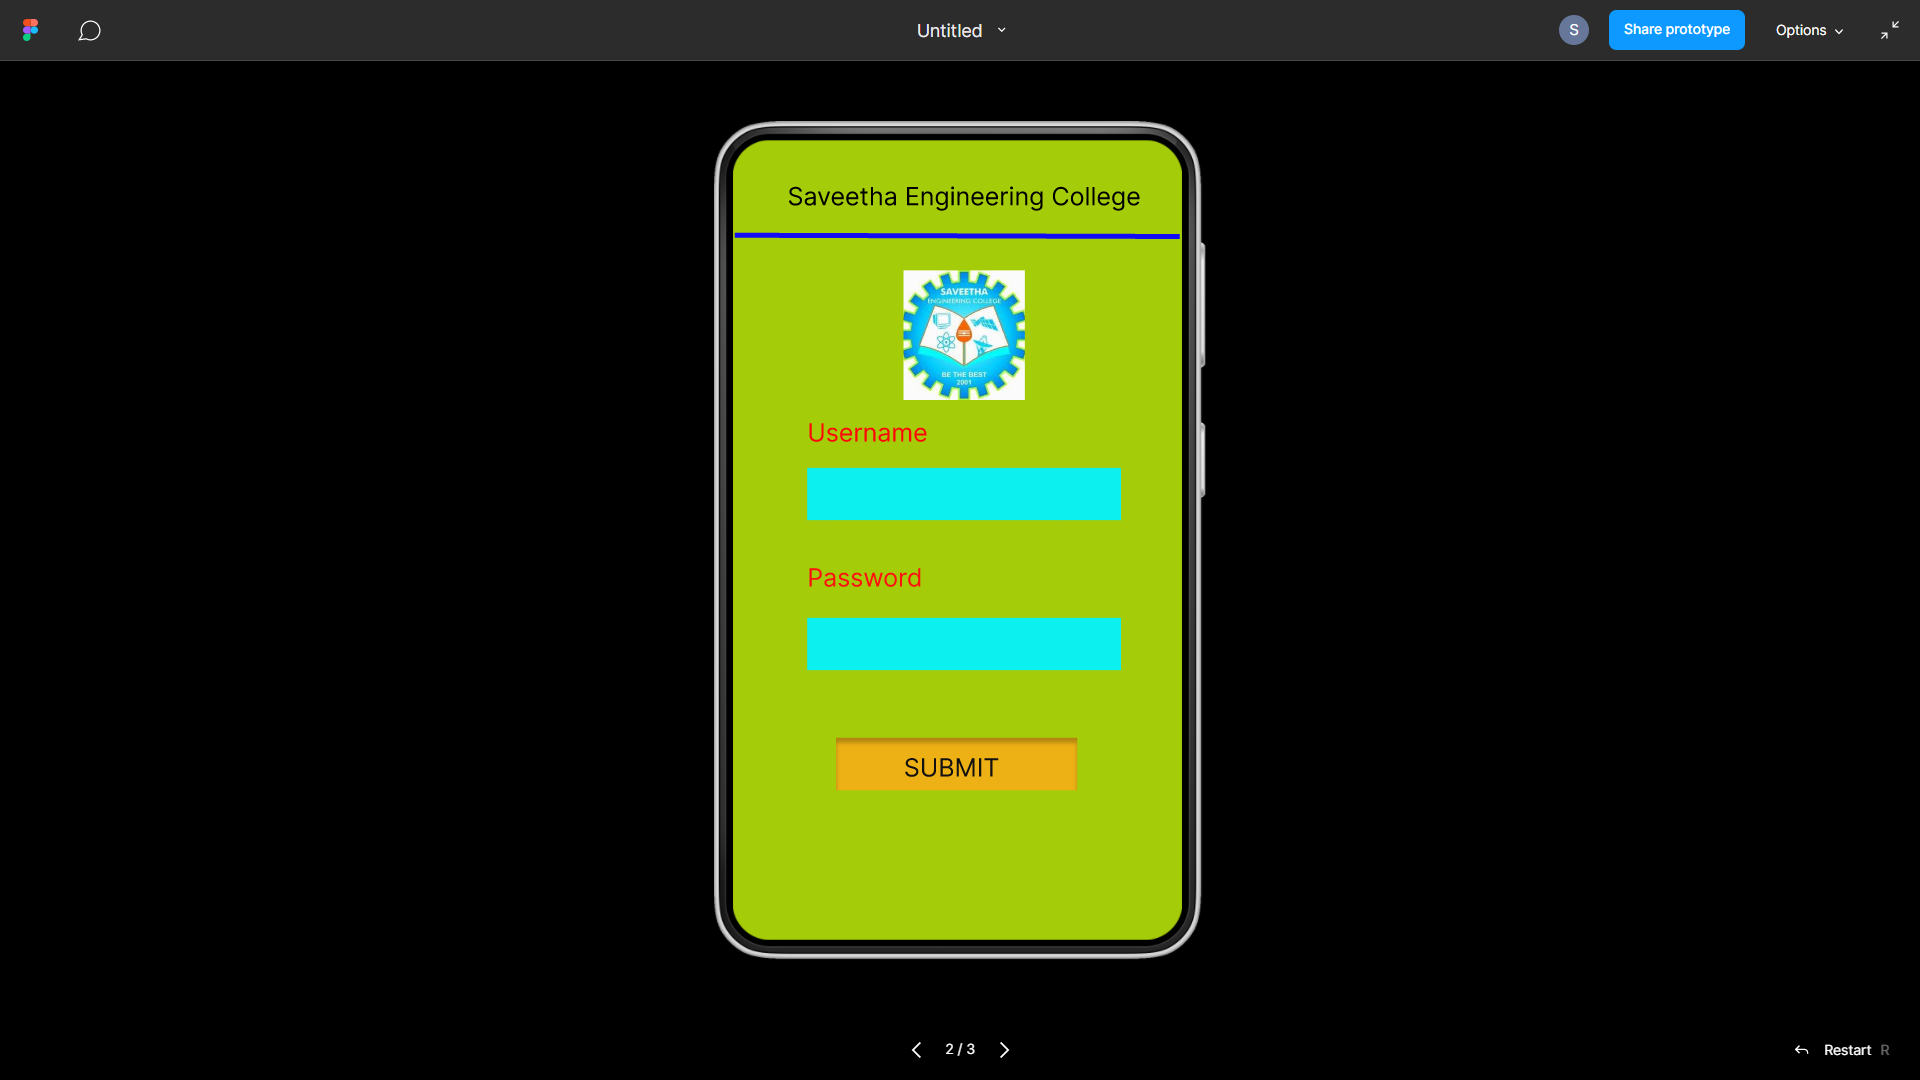 Untitled
S
Share prototype
Options
Saveetha Engineering College
SAVEETHA
ENGINEERING COLLEGE
BE THE BEST
2001
Username
Password
SUBMIT
2 / 3
Restart R